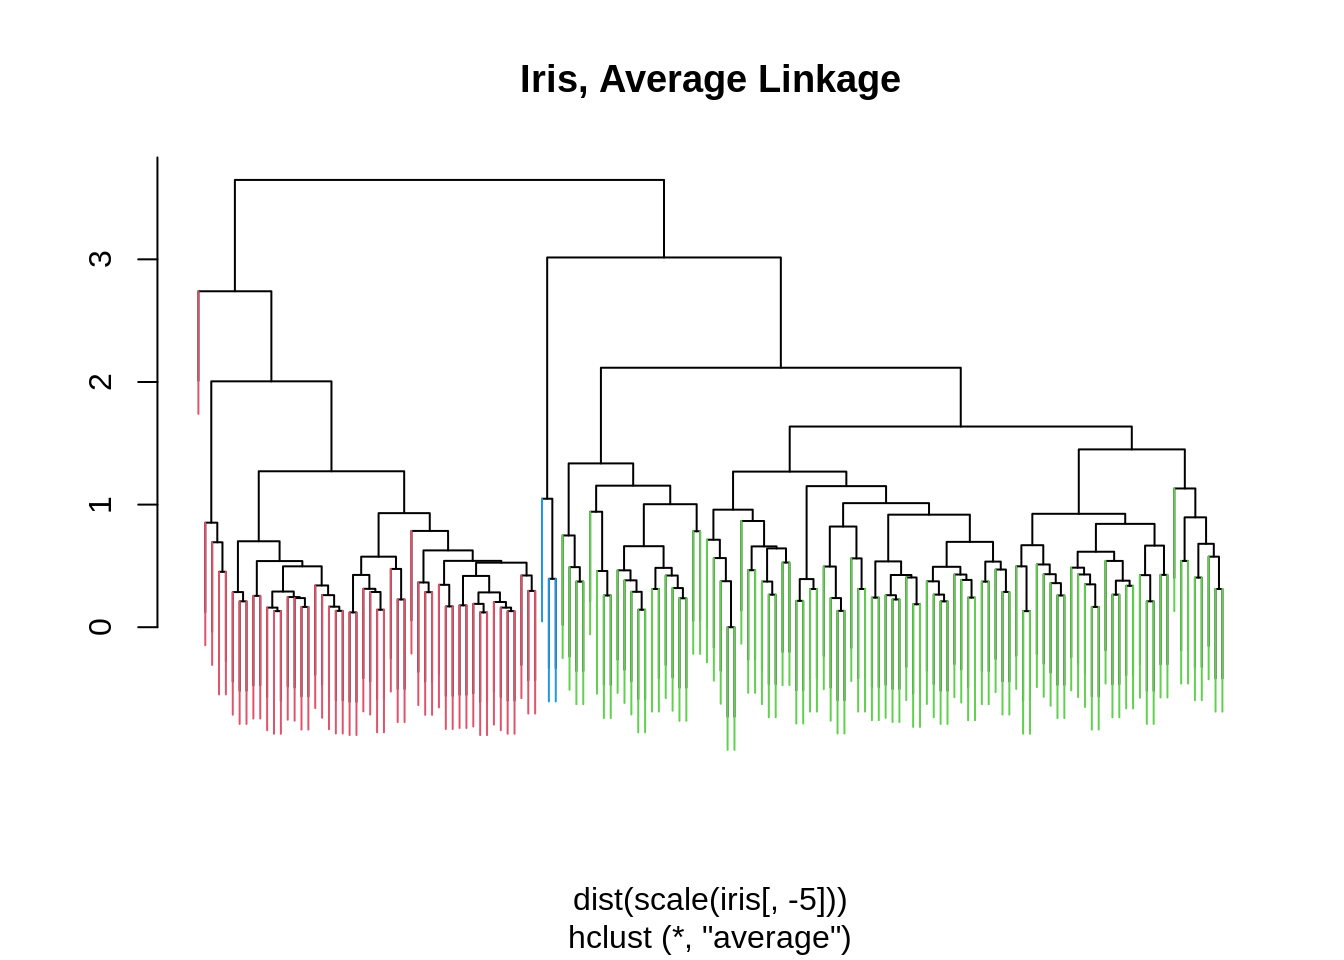 Iris, Average Linkage
3
2
1
0
dist(scale(iris[, -5]))
hclust (*, "average")